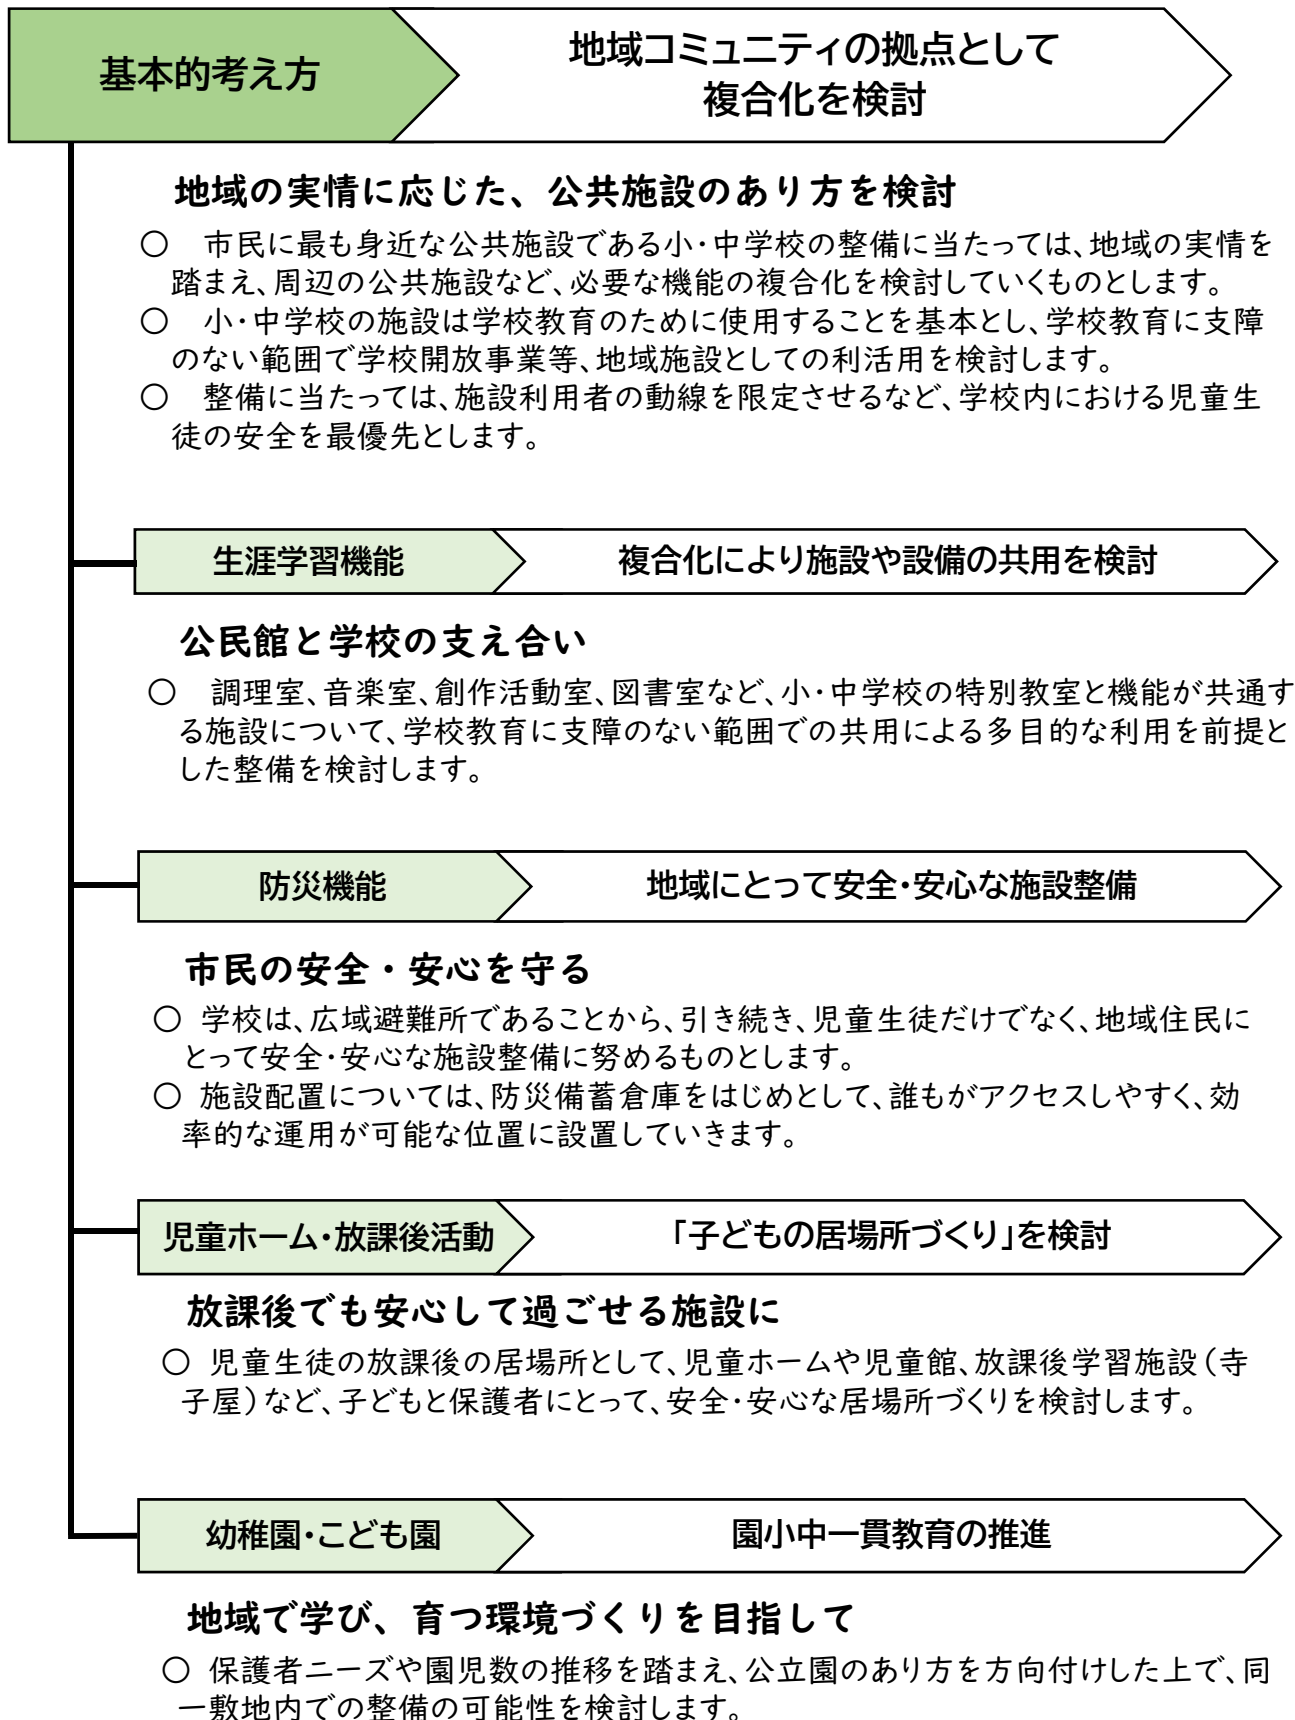 基本的考え方
地域コミュニティの拠点として
複合化を検討
地域の実情に応じた、公共施設のあり方を検討
○　市民に最も身近な公共施設である小・中学校の整備に当たっては、地域の実情を
踏まえ、周辺の公共施設など、必要な機能の複合化を検討していくものとします。
○　小・中学校の施設は学校教育のために使用することを基本とし、学校教育に支障
のない範囲で学校開放事業等、地域施設としての利活用を検討します。
○　整備に当たっては、施設利用者の動線を限定させるなど、学校内における児童生
徒の安全を最優先とします。
生涯学習機能
複合化により施設や設備の共用を検討
公民館と学校の支え合い
○　調理室、音楽室、創作活動室、図書室など、小・中学校の特別教室と機能が共通す
る施設について、学校教育に支障のない範囲での共用による多目的な利用を前提と
した整備を検討します。
防災機能
地域にとって安全・安心な施設整備
市民の安全・安心を守る
○ 学校は、広域避難所であることから、引き続き、児童生徒だけでなく、地域住民に
とって安全・安心な施設整備に努めるものとします。
○ 施設配置については、防災備蓄倉庫をはじめとして、誰もがアクセスしやすく、効
率的な運用が可能な位置に設置していきます。
児童ホーム・放課後活動
「子どもの居場所づくり」を検討
放課後でも安心して過ごせる施設に
○ 児童生徒の放課後の居場所として、児童ホームや児童館、放課後学習施設（寺
子屋）など、子どもと保護者にとって、安全・安心な居場所づくりを検討します。
幼稚園・こども園
園小中一貫教育の推進
地域で学び、育つ環境づくりを目指して
○ 保護者ニーズや園児数の推移を踏まえ、公立園のあり方を方向付けした上で、同
一敷地内での整備の可能性を検討します。